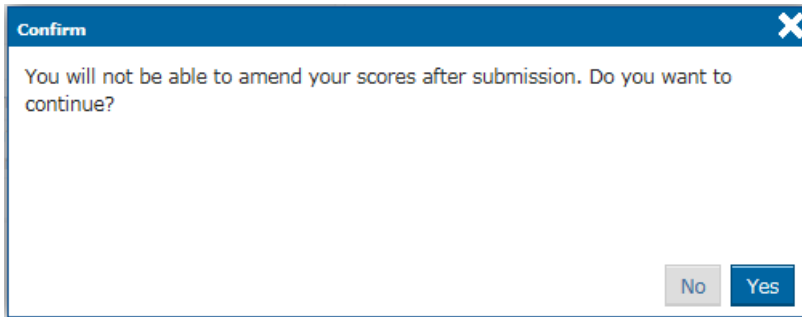 Confirm
You will not be able to amend your scores after submission. Do you want to
continue?
No Yes